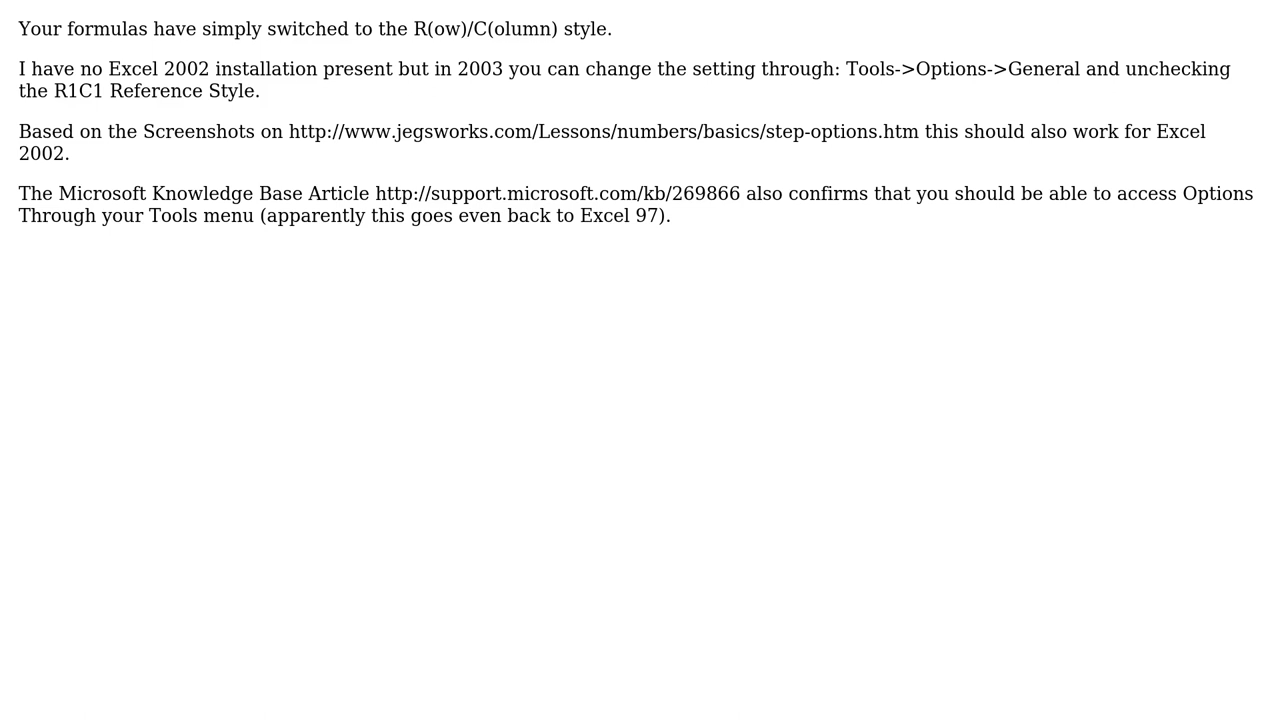 Your formulas have simply switched to the R(ow)/C(olumn) style.
I have no Excel 2002 installation present but in 2003 you can change the setting through: Tools->Options->General and unchecking
the R1C1 Reference Style.
Based on the Screenshots on http://www.jegsworks.com/Lessons/numbers/basics/step-options.htm this should also work for Excel
2002.
The Microsoft Knowledge Base Article http://support.microsoft.com/kb/269866 also confirms that you should be able to access Options
Through your Tools menu (apparently this goes even back to Excel 97).